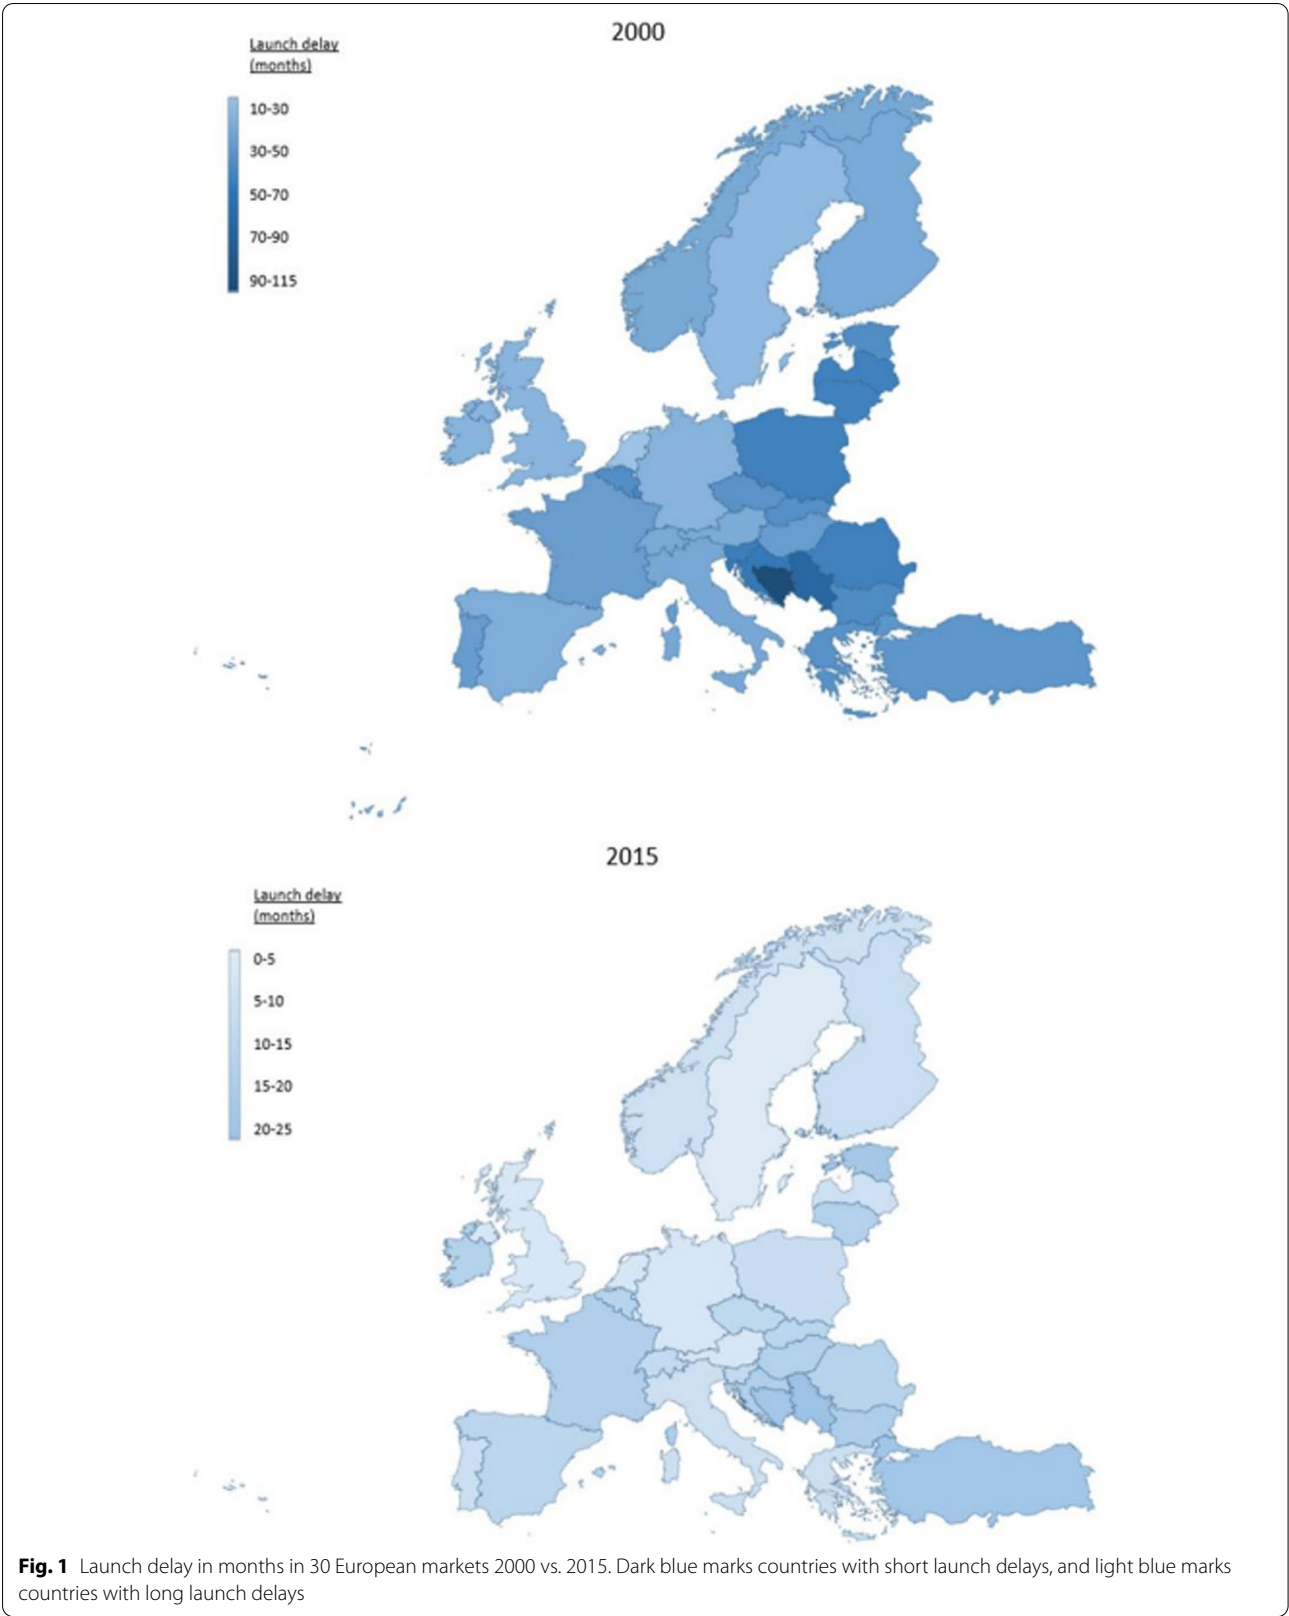 2000
Launch delay
(months)
10-30
30-50
50-70
70-90
90-115
2015
Launch delay
(months)
0-5
5-10
10-15
15-20
20-25
Fig. 1 Launch delay in months in 30 European markets 2000 vs. 2015. Dark blue marks countries with short launch delays, and light blue marks
countries with long launch delays